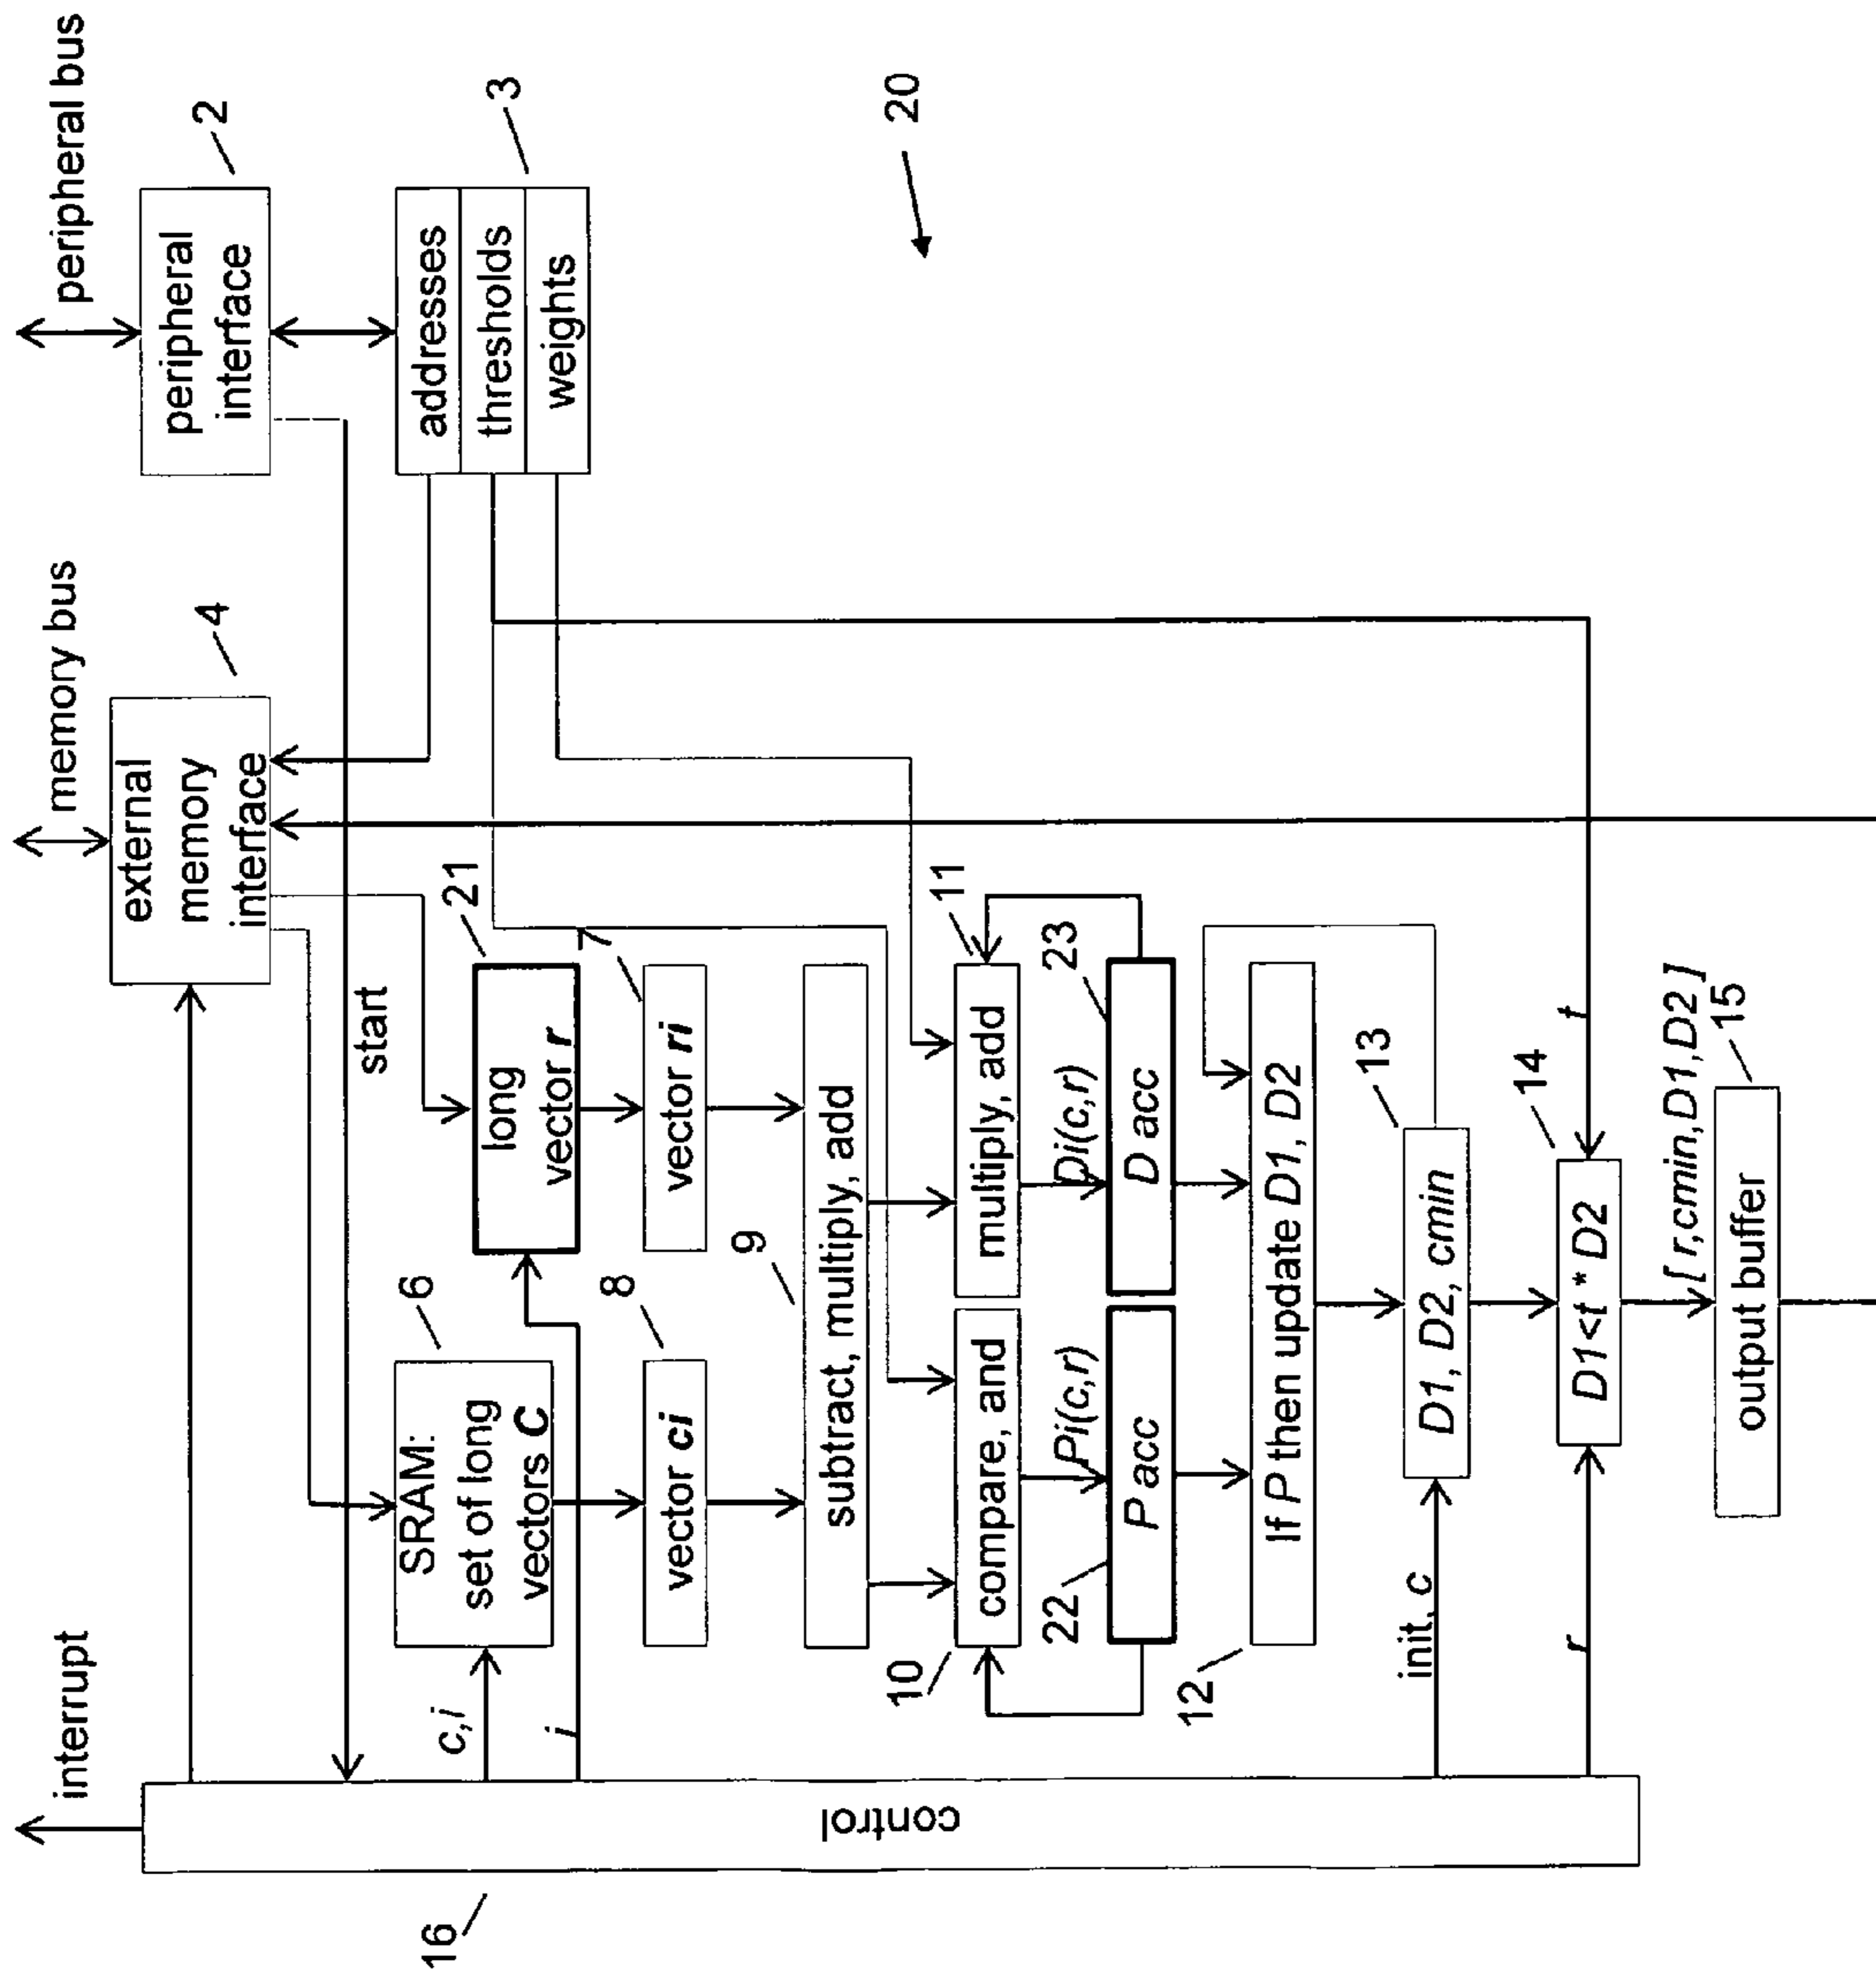 interrupt
memory bus
peripheral bus
4
2
external
memory
interface
peripheral
interface
start
3
addresses
thresholds
weights
16
6
21
c,i
SRAM:
set of long
vectors C
long
vector r
i
8
7
vector ci
vector ri
9
subtract, multiply, add
control
10
11
compare, and
multiply, add
20
22
Pi(c,r)
Di(c,r)
23
P acc
D acc
12
If P then update D1, D2
13
init, c
D1, D2, cmin
14
r
D1<t * D2
t
[ r,cmin,D1,D2 ]
15
output buffer